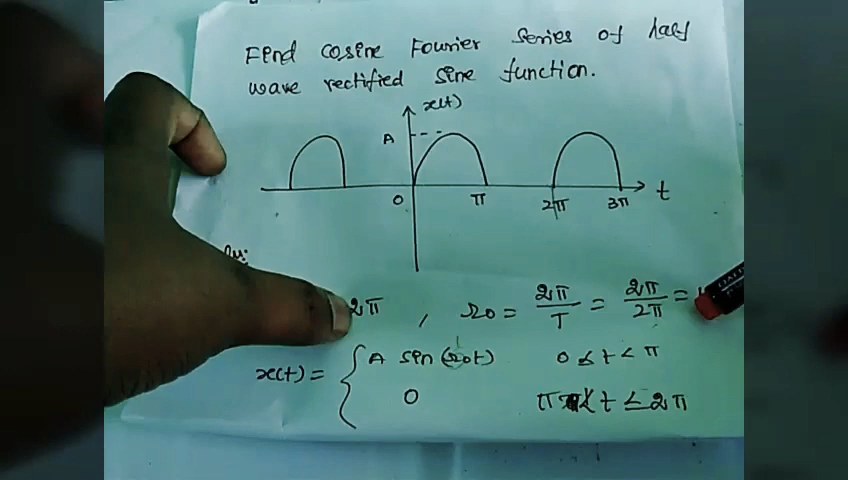 Find cosine Fourier Series of half
wave rectified sine function.
x(t)
A
0 π 2π 3π t
2π , Ω0 = 2π/T = 2π/2π =
x(t) = { A sin(Ω0t) 0 ≤ t < π
0 π < t ≤ 2π